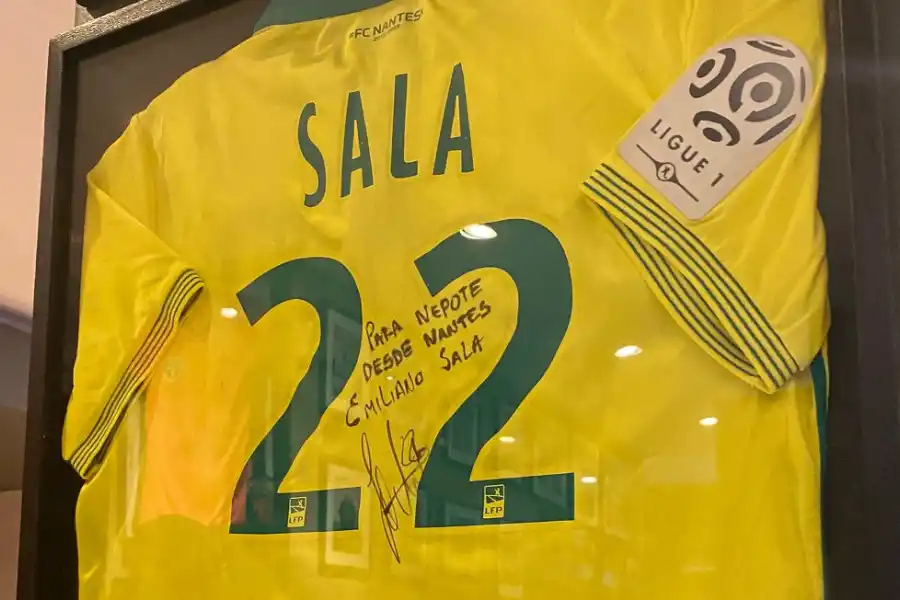 #FC NANTES
SALA
LIGUE 1
22
PARA NEPOTE
DESDE NANTES
EMILIANO SALA
LFP
LFP